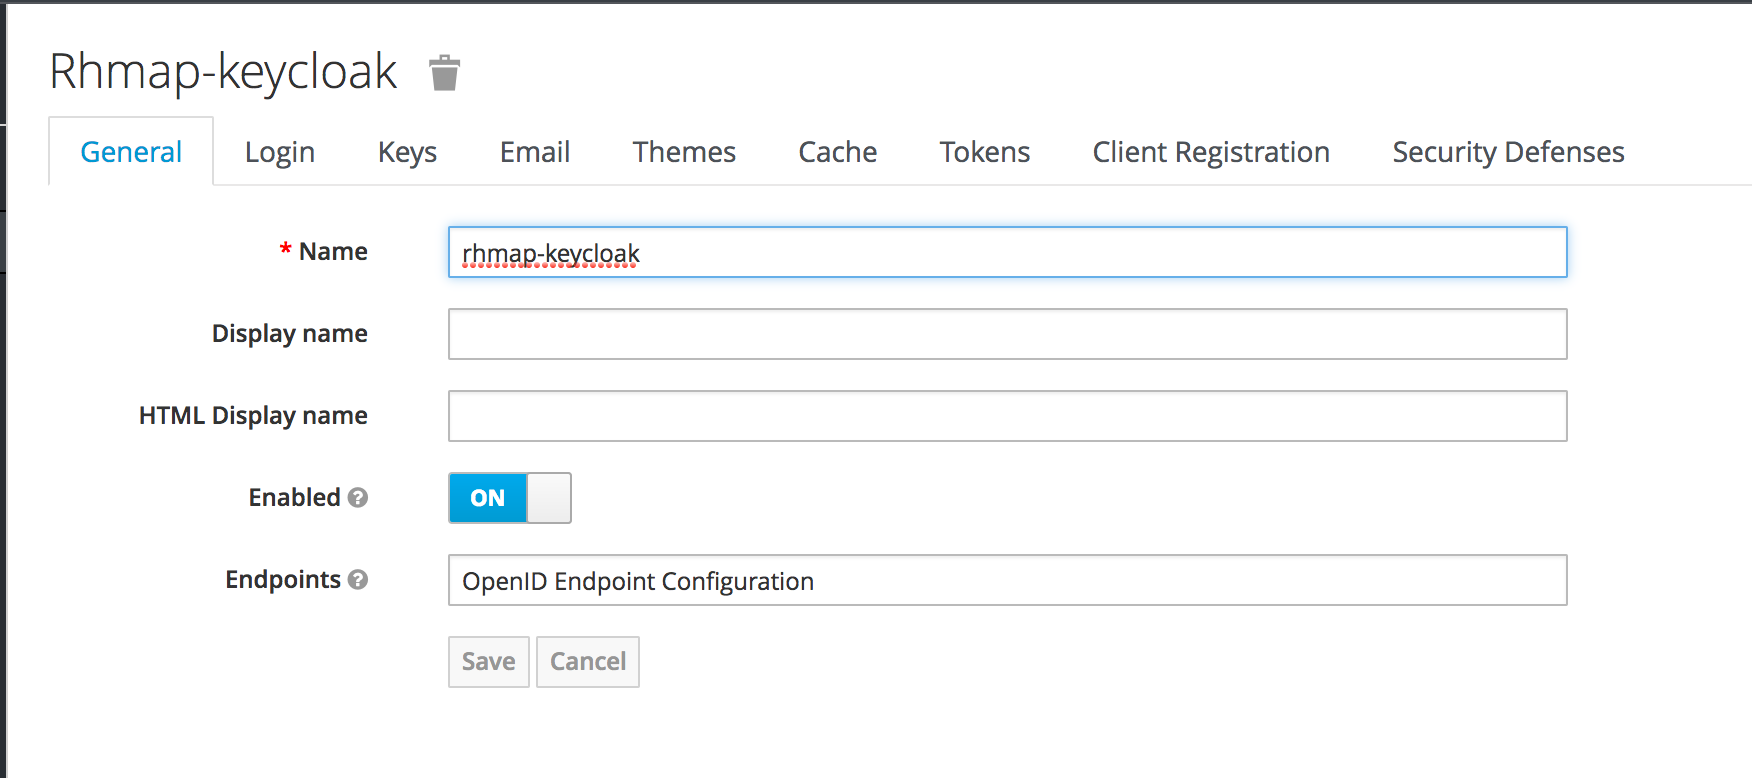 Rhmap-keycloak
General Login Keys Email Themes Cache Tokens Client Registration Security Defenses
* Name rhmap-keycloak
Display name
HTML Display name
Enabled ? ON
Endpoints ? OpenID Endpoint Configuration
Save Cancel